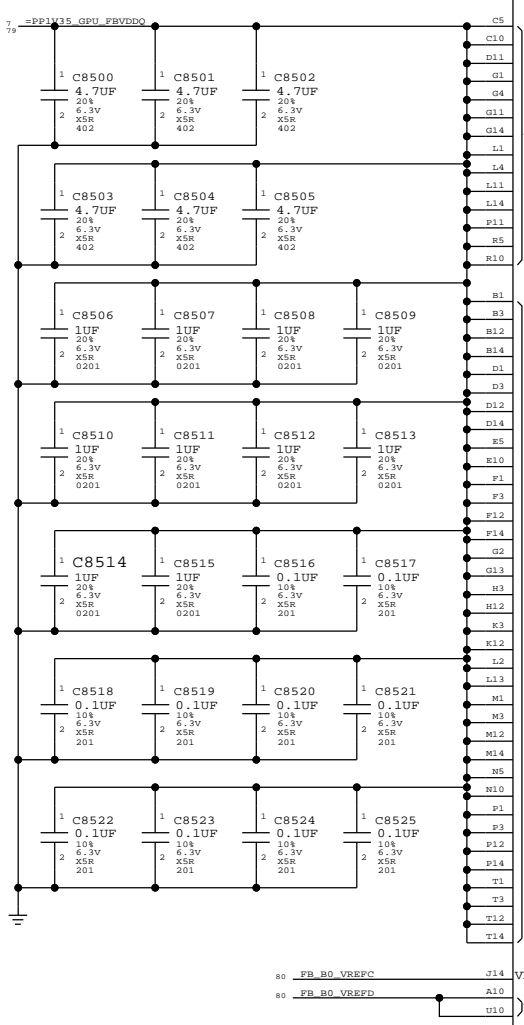 7 =PP1V35_GPU_FBVDDQ
79
C5
C10
D11
G1
G4
G11
G14
L1
L4
L11
L14
P11
R5
R10
B1
B3
B12
B14
D1
D3
D12
D14
E5
E10
F1
F3
F12
F14
G2
G13
H3
H12
K3
K12
L2
L13
M1
M3
M12
M14
N5
N10
P1
P3
P12
P14
T1
T3
T12
T14
1 C8500
4.7UF
20%
2 6.3V
X5R
402
1 C8501
4.7UF
20%
2 6.3V
X5R
402
1 C8502
4.7UF
20%
2 6.3V
X5R
402
1 C8503
4.7UF
20%
2 6.3V
X5R
402
1 C8504
4.7UF
20%
2 6.3V
X5R
402
1 C8505
4.7UF
20%
2 6.3V
X5R
402
1 C8506
1UF
20%
2 6.3V
X5R
0201
1 C8507
1UF
20%
2 6.3V
X5R
0201
1 C8508
1UF
20%
2 6.3V
X5R
0201
1 C8509
1UF
20%
2 6.3V
X5R
0201
1 C8510
1UF
20%
2 6.3V
X5R
0201
1 C8511
1UF
20%
2 6.3V
X5R
0201
1 C8512
1UF
20%
2 6.3V
X5R
0201
1 C8513
1UF
20%
2 6.3V
X5R
0201
1 C8514
1UF
20%
2 6.3V
X5R
0201
1 C8515
1UF
20%
2 6.3V
X5R
0201
1 C8516
0.1UF
10%
2 6.3V
X5R
201
1 C8517
0.1UF
10%
2 6.3V
X5R
201
1 C8518
0.1UF
10%
2 6.3V
X5R
201
1 C8519
0.1UF
10%
2 6.3V
X5R
201
1 C8520
0.1UF
10%
2 6.3V
X5R
201
1 C8521
0.1UF
10%
2 6.3V
X5R
201
1 C8522
0.1UF
10%
2 6.3V
X5R
201
1 C8523
0.1UF
10%
2 6.3V
X5R
201
1 C8524
0.1UF
10%
2 6.3V
X5R
201
1 C8525
0.1UF
10%
2 6.3V
X5R
201
80 FB_B0_VREFC J14
80 FB_B0_VREFD A10
U10